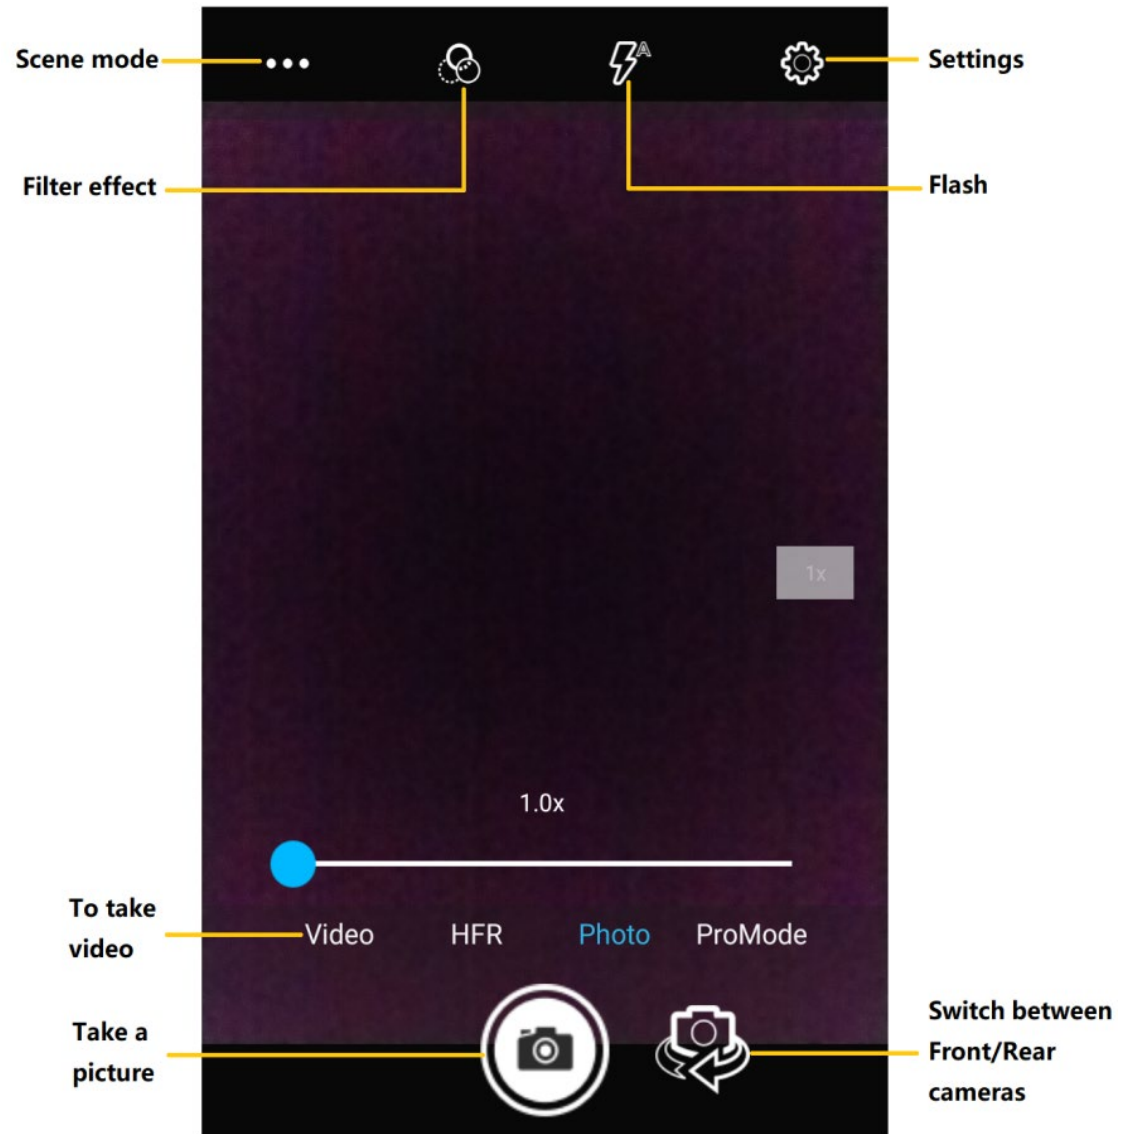 Scene mode
A
Settings
Filter effect
Flash
1x
1.0x
To take
video
Video HFR Photo ProMode
Take a
picture
Switch between
Front/Rear
cameras